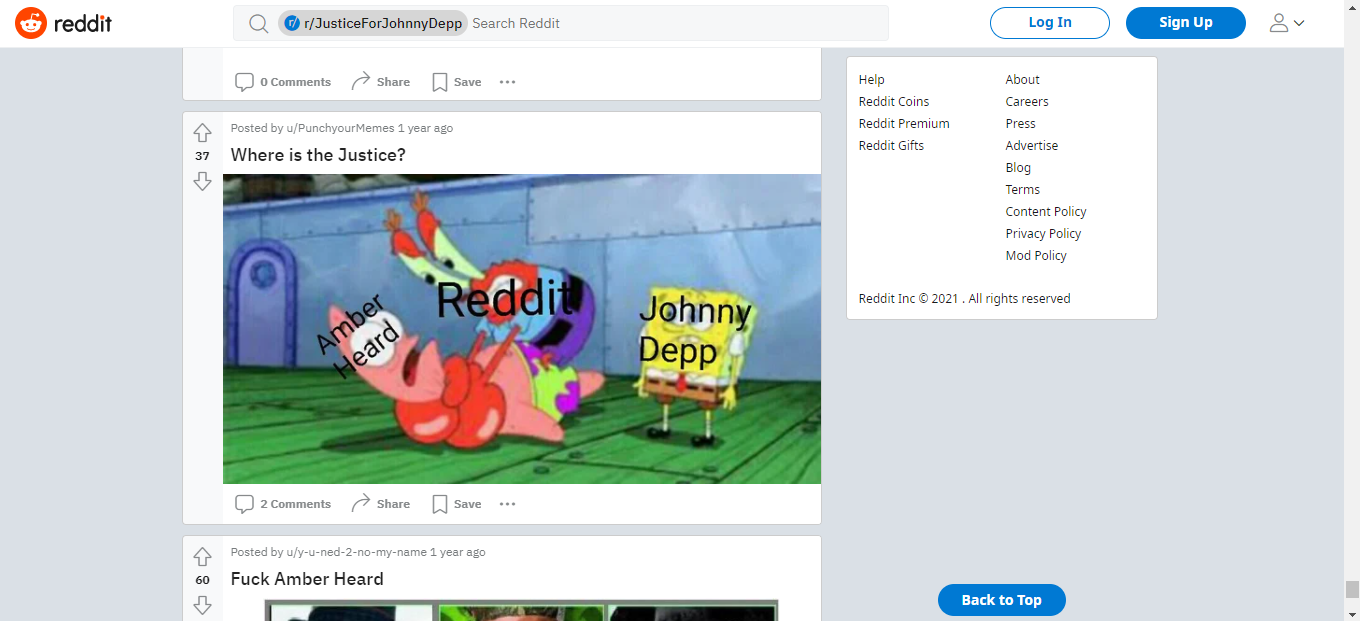 reddit
r/JusticeForJohnnyDepp Search Reddit
Log In
Sign Up
0 Comments Share Save
Posted by u/PunchyourMemes 1 year ago
37
Where is the Justice?
Amber
Heard
Reddit
Johnny
Depp
2 Comments Share Save
Posted by u/y-u-ned-2-no-my-name 1 year ago
60
Fuck Amber Heard
Help
Reddit Coins
Reddit Premium
Reddit Gifts
About
Careers
Press
Advertise
Blog
Terms
Content Policy
Privacy Policy
Mod Policy
Reddit Inc © 2021 . All rights reserved
Back to Top